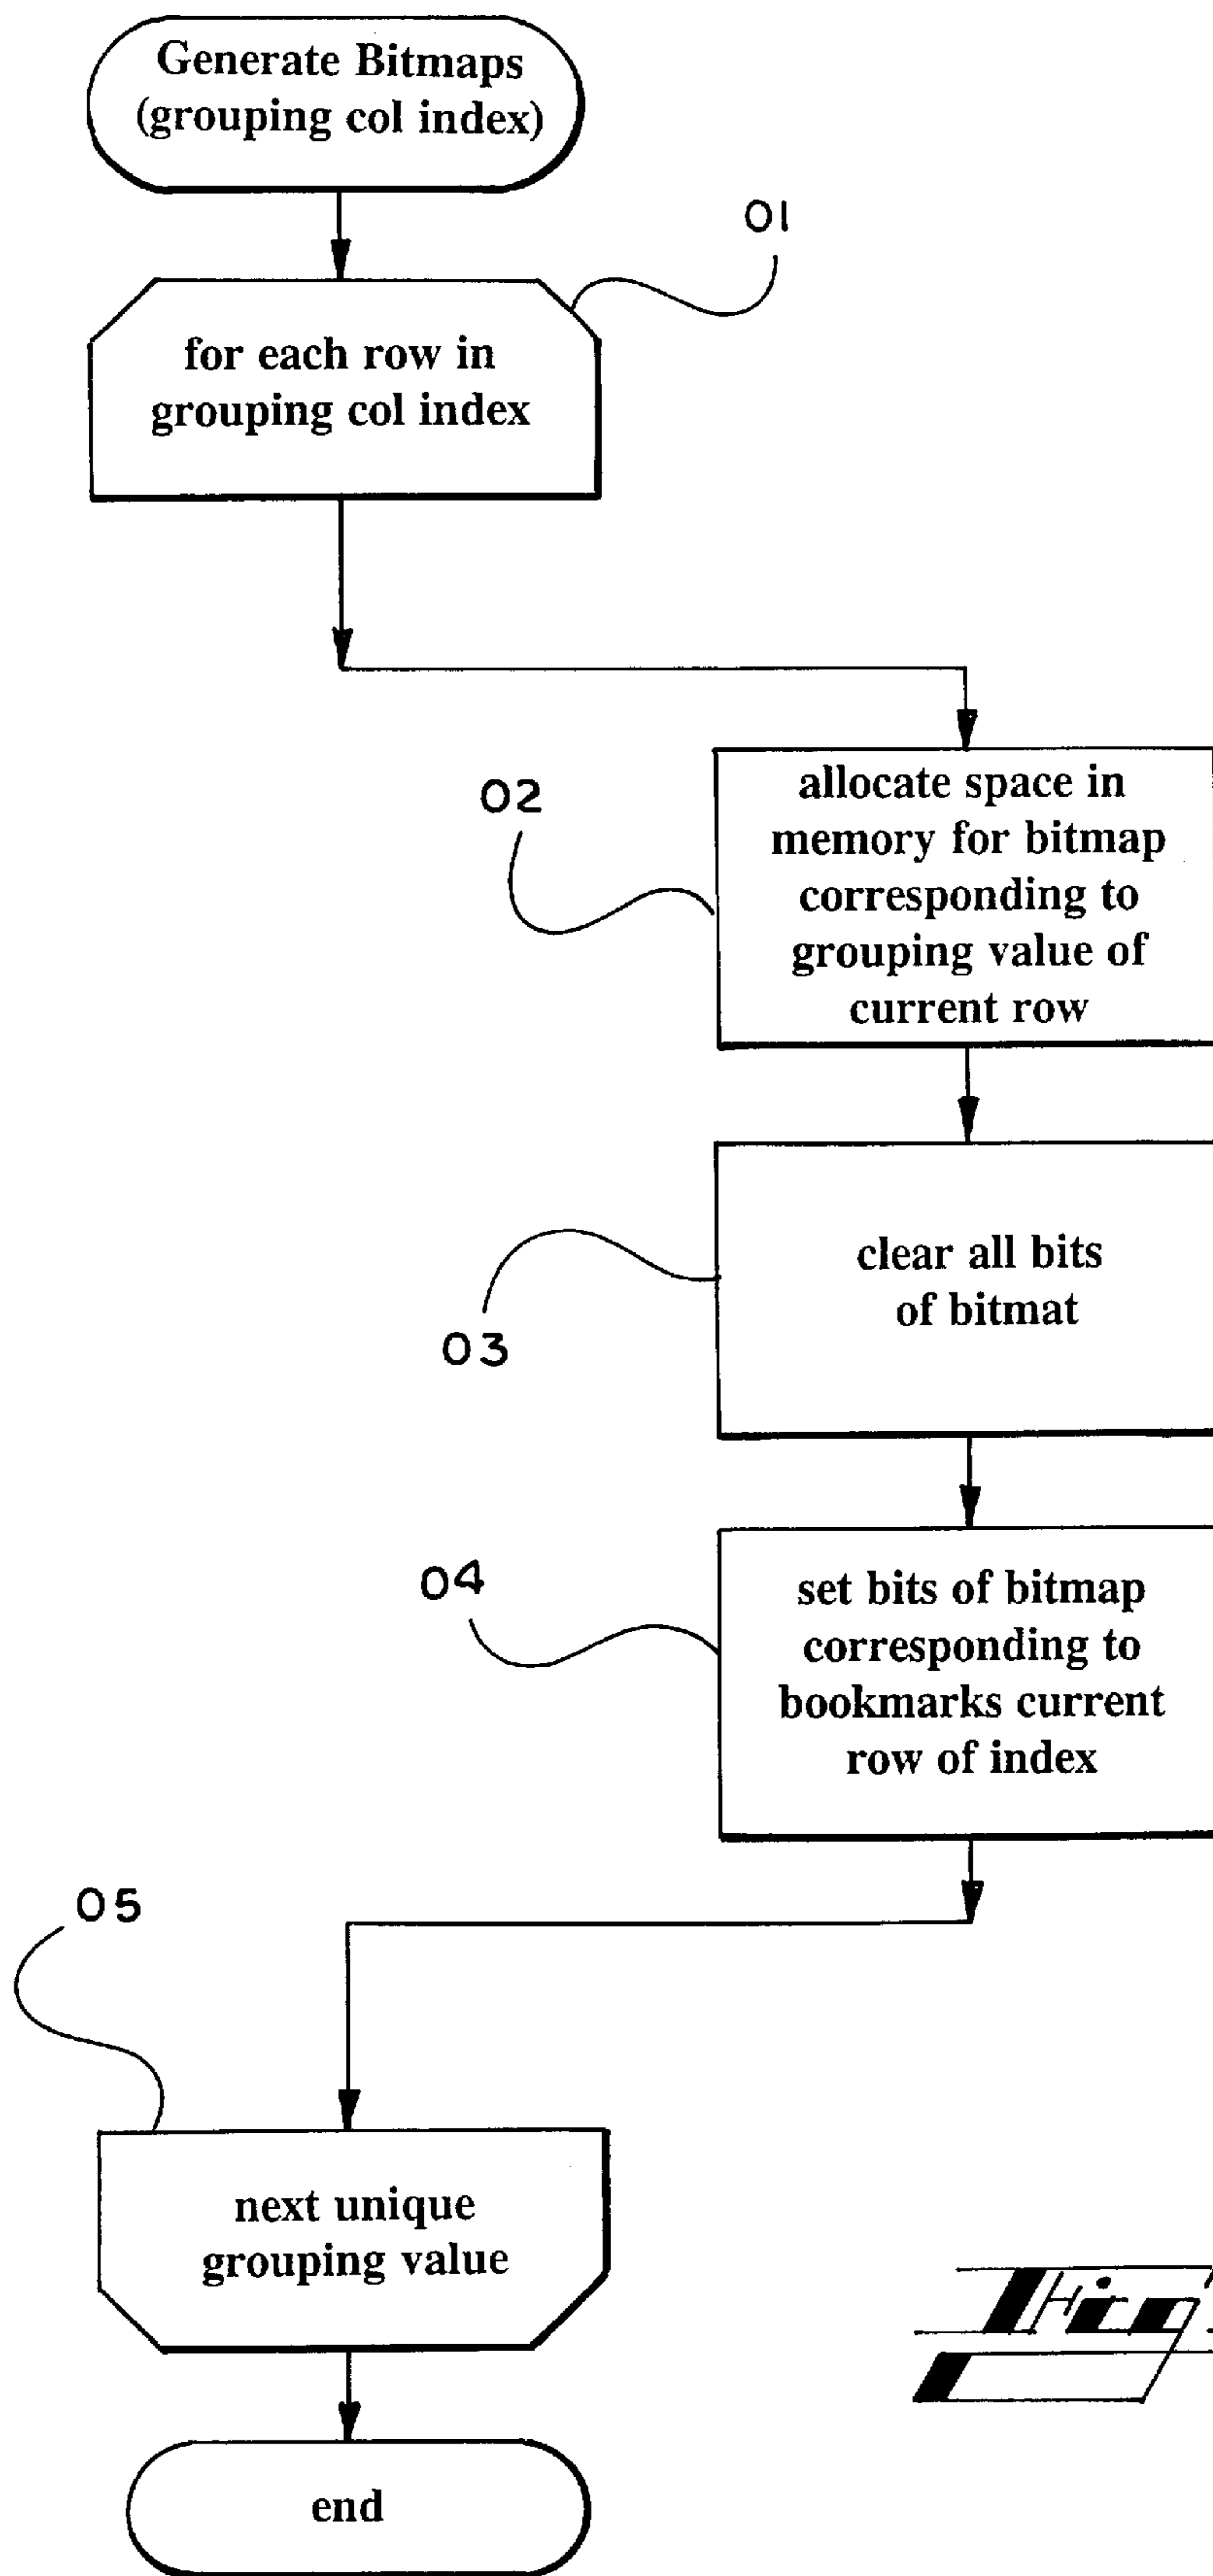 Generate Bitmaps
(grouping col index)
01
for each row in
grouping col index
02
allocate space in
memory for bitmap
corresponding to
grouping value of
current row
03
clear all bits
of bitmat
04
set bits of bitmap
corresponding to
bookmarks current
row of index
05
next unique
grouping value
end